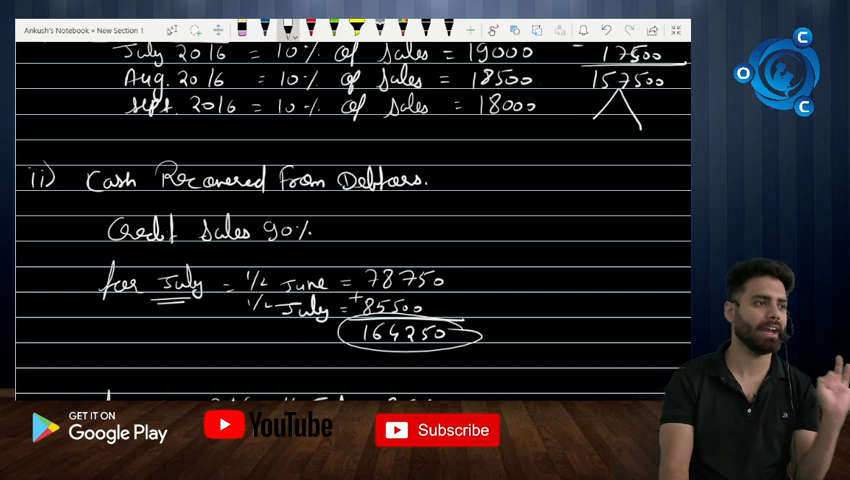 Ankush's Notebook > New Section 1
July 2016 = 10% of Sales = 19000
- 17500
Aug. 2016 = 10% of Sales = 18500
157500
Sept. 2016 = 10% of Sales = 18000
ii) Cash Recovered from Debtors.
Credit Sales 90%
for July = 1/2 June = 78750
1/2 July = + 85500
164250
O C C
GET IT ON
Google Play
YouTube
Subscribe